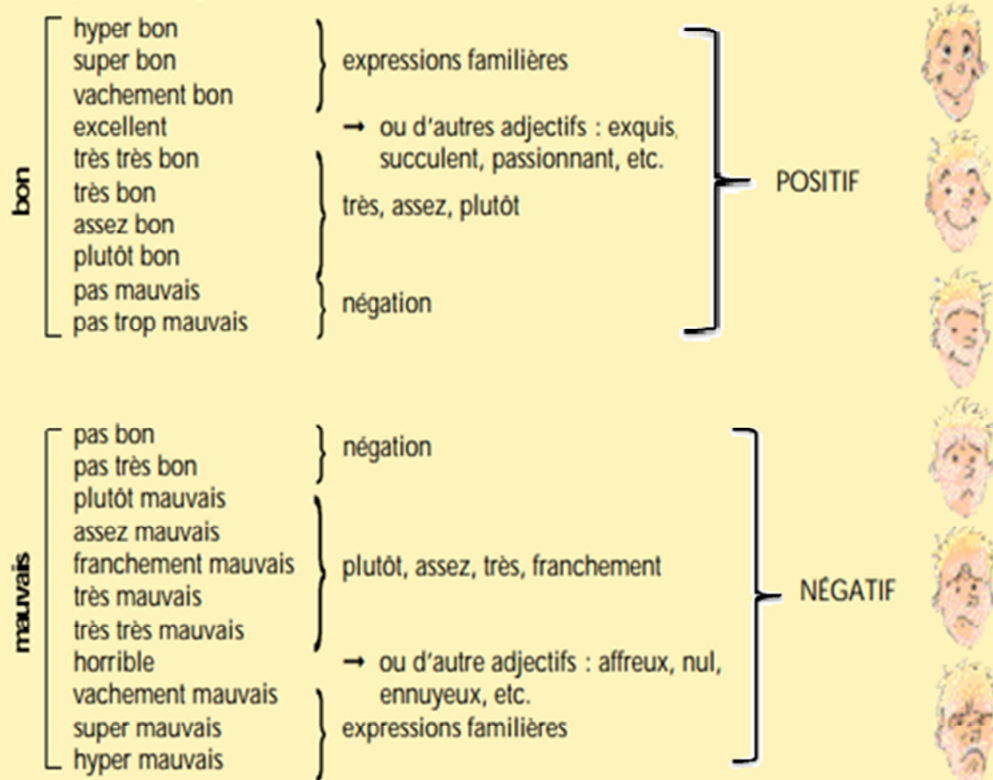 bon
hyper bon
super bon
vachement bon
expressions familières
excellent
→ ou d'autres adjectifs : exquis,
succulent, passionnant, etc.
très très bon
très bon
assez bon
plutôt bon
très, assez, plutôt
pas mauvais
pas trop mauvais
négation
POSITIF
mauvais
pas bon
pas très bon
négation
plutôt mauvais
assez mauvais
franchement mauvais
très mauvais
très très mauvais
plutôt, assez, très, franchement
horrible
→ ou d'autre adjectifs : affreux, nul,
ennuyeux, etc.
vachement mauvais
super mauvais
hyper mauvais
expressions familières
NÉGATIF